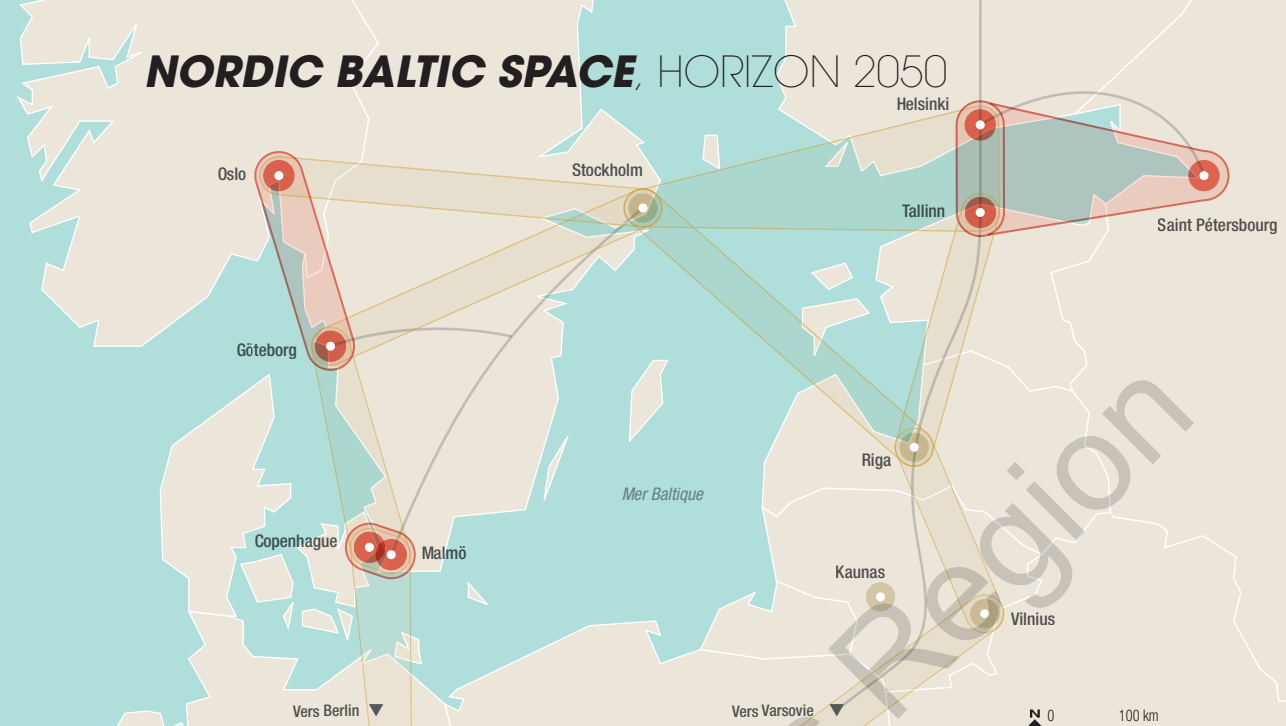 NORDIC BALTIC SPACE, HORIZON 2050
Helsinki
Oslo
Stockholm
Tallinn
Saint Pétersbourg
Göteborg
Riga
Mer Baltique
Region
Copenhague
Malmö
Kaunas
Vilnius
Vers Berlin
Vers Varsovie
N
0
100 km